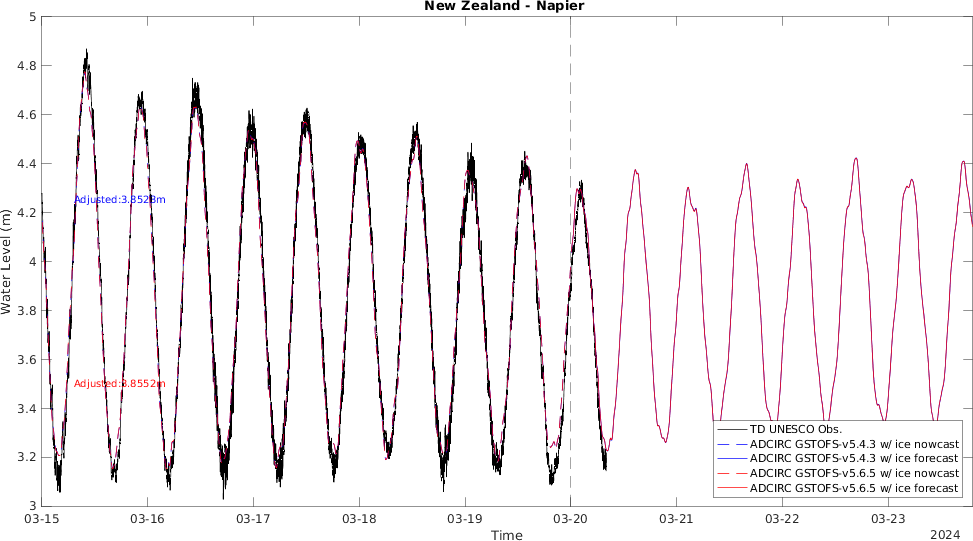 New Zealand - Napier
5
4.8
4.6
4.4
4.2
4
3.8
3.6
3.4
3.2
3
Water Level (m)
Adjusted:3.8528m
Adjusted:3.8552m
TD UNESCO Obs.
ADCIRC GSTOFS-v5.4.3 w/ ice nowcast
ADCIRC GSTOFS-v5.4.3 w/ ice forecast
ADCIRC GSTOFS-v5.6.5 w/ ice nowcast
ADCIRC GSTOFS-v5.6.5 w/ ice forecast
03-15 03-16 03-17 03-18 03-19 03-20 03-21 03-22 03-23
Time
2024